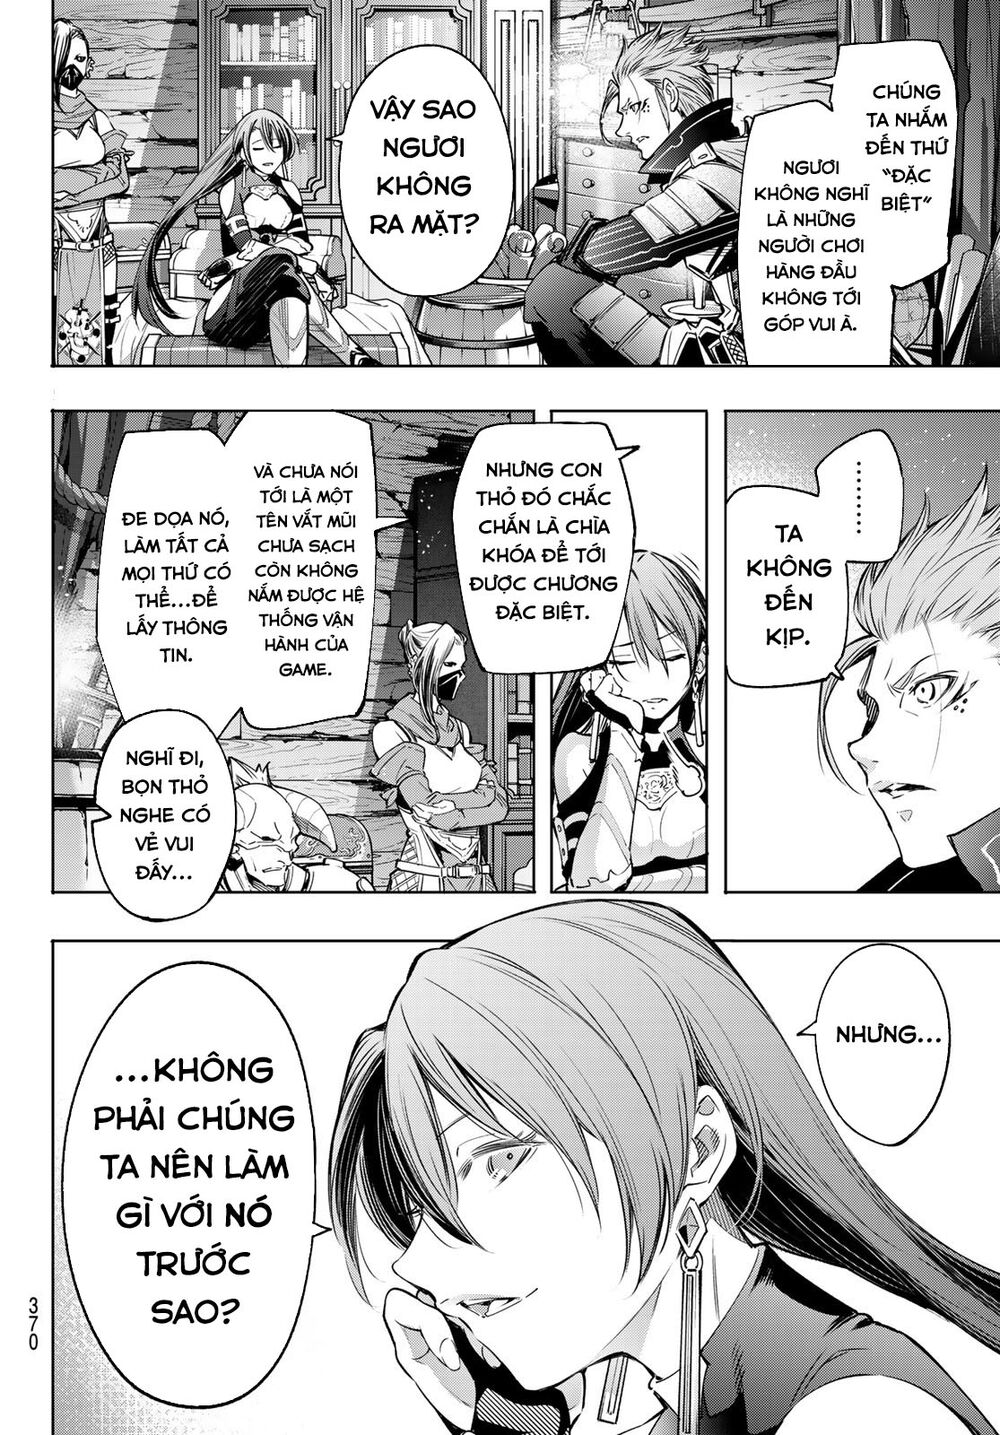 CHÚNG
TA NHẮM
ĐẾN THỨ
"ĐẶC
BIỆT"
NGƯƠI
KHÔNG NGHĨ
LÀ NHỮNG
NGƯỜI CHƠI
HÀNG ĐẦU
KHÔNG TỚI
GÓP VUI À.
VẬY SAO
NGƯƠI
KHÔNG
RA MẶT?
.........
TA
KHÔNG
ĐẾN
KỊP.
NHƯNG CON
THỎ ĐÓ CHẮC
CHẮN LÀ CHÌA
KHÓA ĐỂ TỚI
ĐƯỢC CHƯƠNG
ĐẶC BIỆT.
VÀ CHƯA NÓI
TỚI LÀ MỘT
TÊN VẮT MŨI
CHƯA SẠCH
CÒN KHÔNG
NẮM ĐƯỢC HỆ
THỐNG VẬN
HÀNH CỦA
GAME.
ĐE DỌA NÓ,
LÀM TẤT CẢ
MỌI THỨ CÓ
THỂ...ĐỂ
LẤY THÔNG
TIN.
NGHĨ ĐI,
BỌN THỎ
NGHE CÓ
VẺ VUI
ĐẤY...
NHƯNG...
...KHÔNG
PHẢI CHÚNG
TA NÊN LÀM
GÌ VỚI NÓ
TRƯỚC
SAO?
370